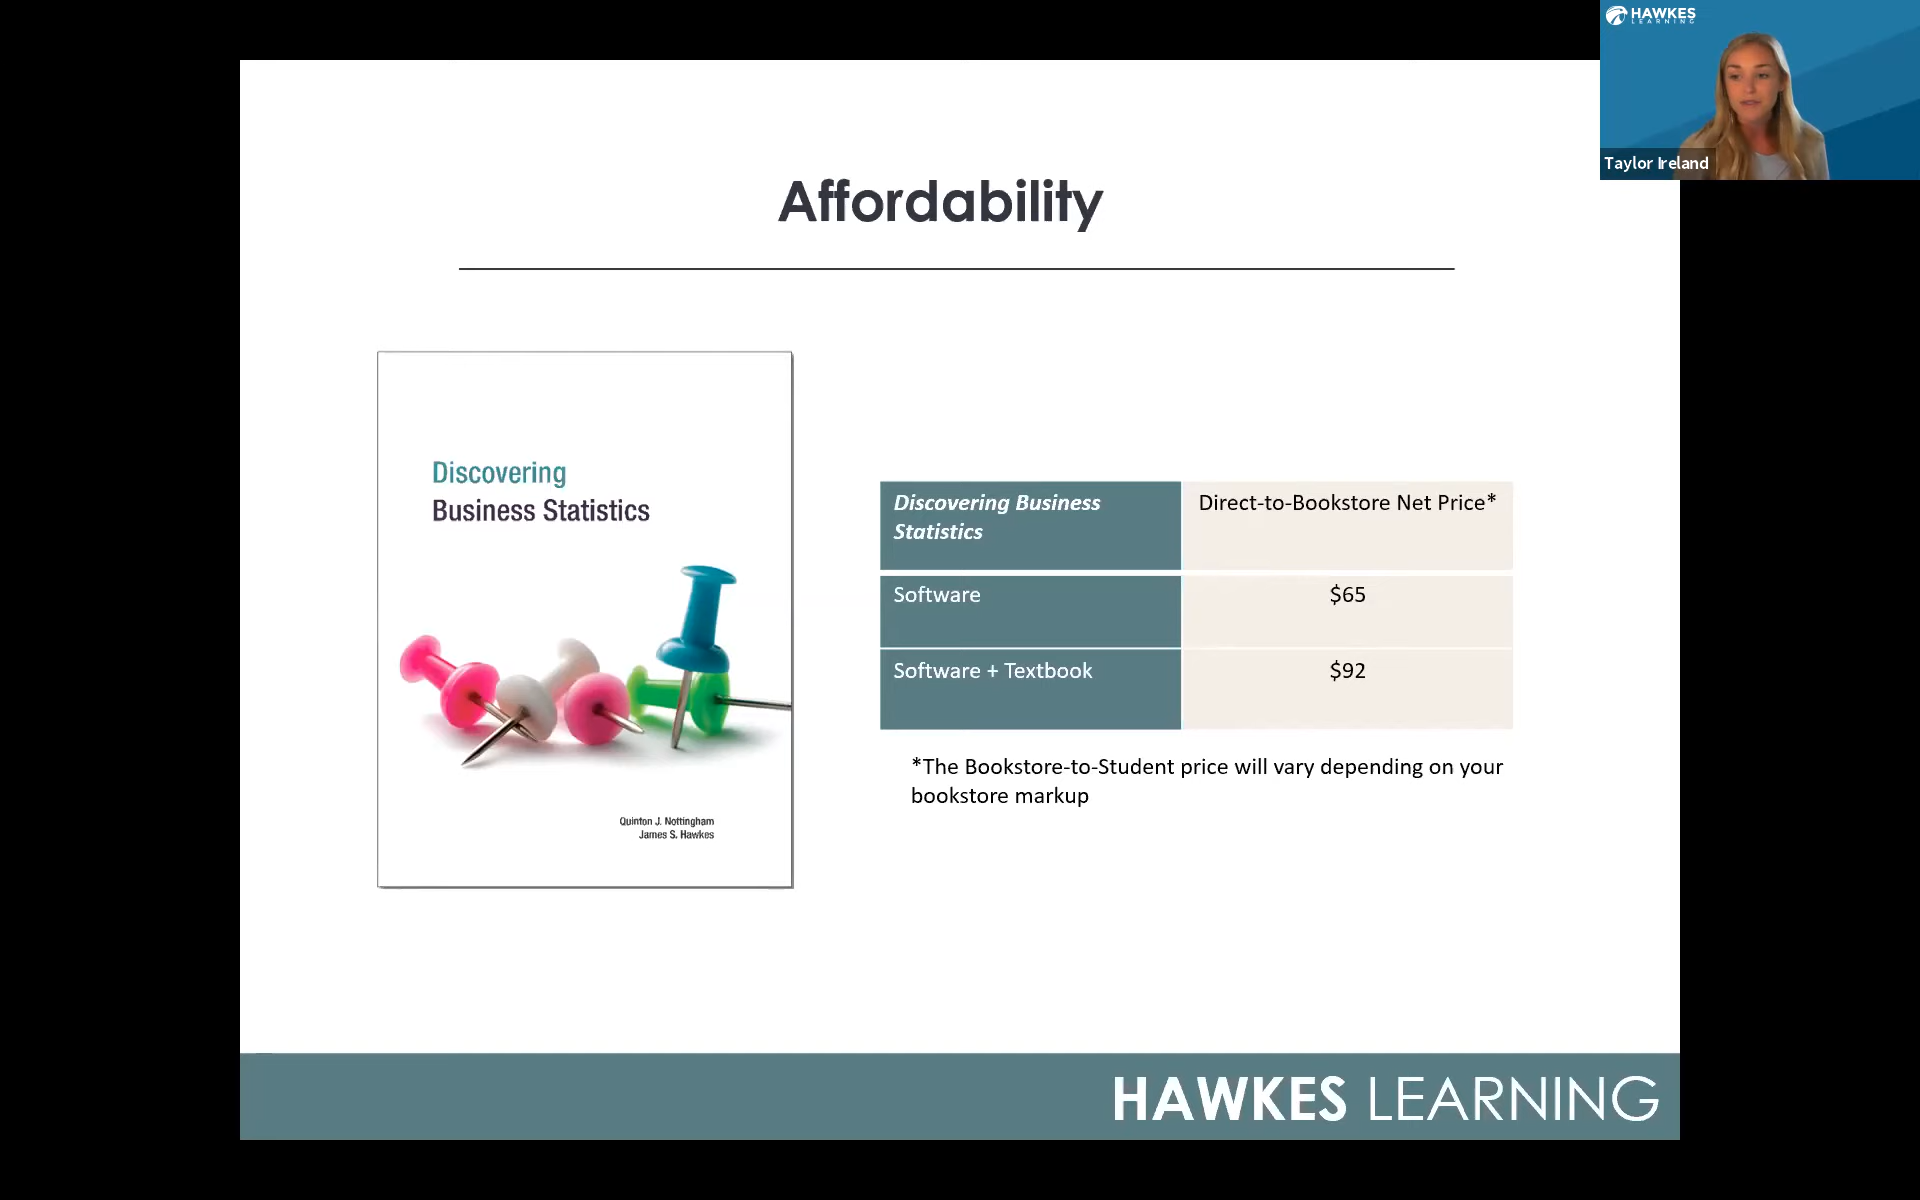 HAWKES
LEARNING
Taylor Ireland
Affordability
Discovering
Business Statistics
Quinton J. Nottingham
James S. Hawkes
Discovering Business
Statistics
Direct-to-Bookstore Net Price*
Software
$65
Software + Textbook
$92
*The Bookstore-to-Student price will vary depending on your
bookstore markup
HAWKES LEARNING